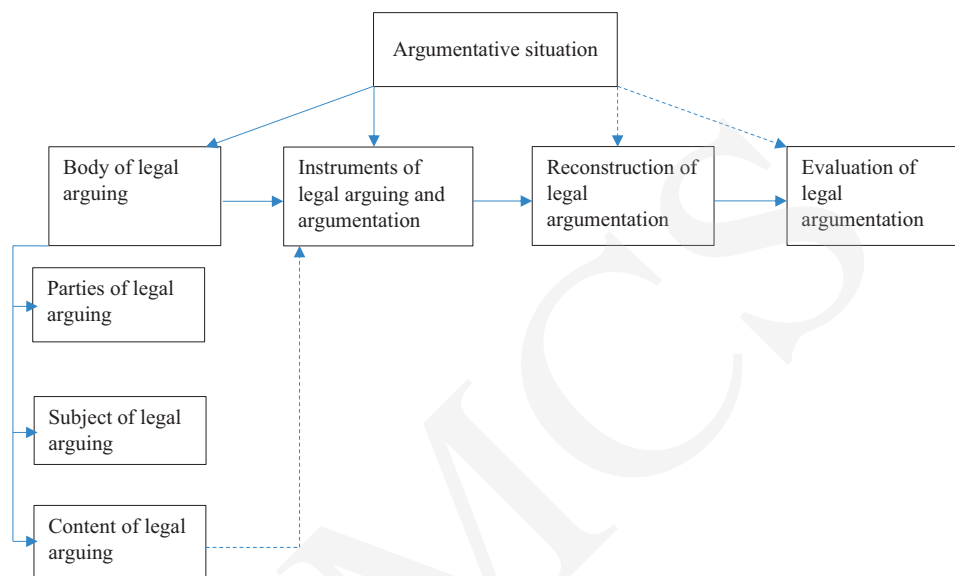 Argumentative situation
Body of legal
arguing
Instruments of
legal arguing and
argumentation
Reconstruction of
legal
argumentation
Evaluation of
legal
argumentation
Parties of legal
arguing
Subject of legal
arguing
Content of legal
arguing
MCS